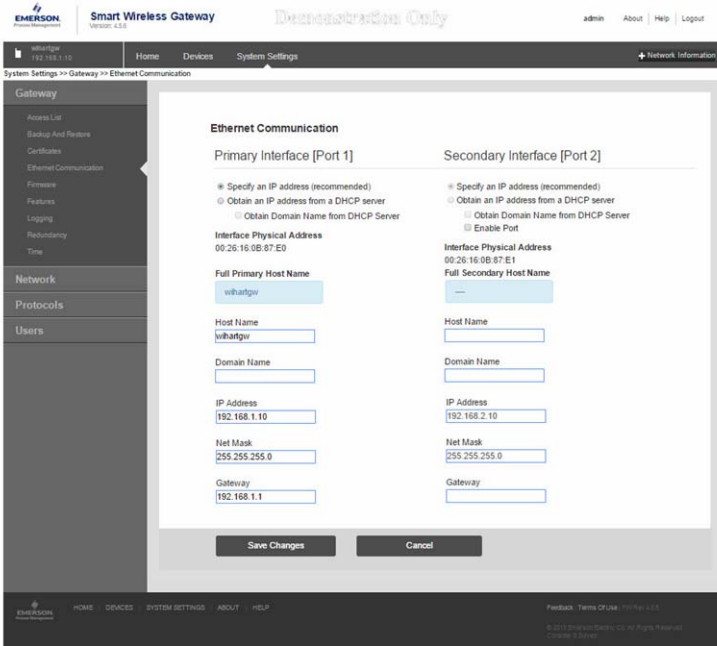 EMERSON
Process Management
Smart Wireless Gateway
Version: 4.5.6
Demonstration Only
admin About Help Logout
wihartgw
192.168.1.10
Home Devices System Settings
+ Network Information
System Settings >> Gateway >> Ethernet Communication
Gateway
Access List
Backup And Restore
Certificates
Ethernet Communication
Firmware
Features
Logging
Redundancy
Time
Network
Protocols
Users
Ethernet Communication
Primary Interface [Port 1]
Specify an IP address (recommended)
Obtain an IP address from a DHCP server
Obtain Domain Name from DHCP Server
Interface Physical Address
00:26:16:0B:87:E0
Full Primary Host Name
wihartgw
Host Name
wihartgw
Domain Name
IP Address
192.168.1.10
Net Mask
255.255.255.0
Gateway
192.168.1.1
Secondary Interface [Port 2]
Specify an IP address (recommended)
Obtain an IP address from a DHCP server
Obtain Domain Name from DHCP Server
Enable Port
Interface Physical Address
00:26:16:0B:87:E1
Full Secondary Host Name
---
Host Name
Domain Name
IP Address
192.168.2.10
Net Mask
255.255.255.0
Gateway
Save Changes
Cancel
EMERSON
Process Management
HOME DEVICES SYSTEM SETTINGS ABOUT HELP
Feedback Terms Of Use